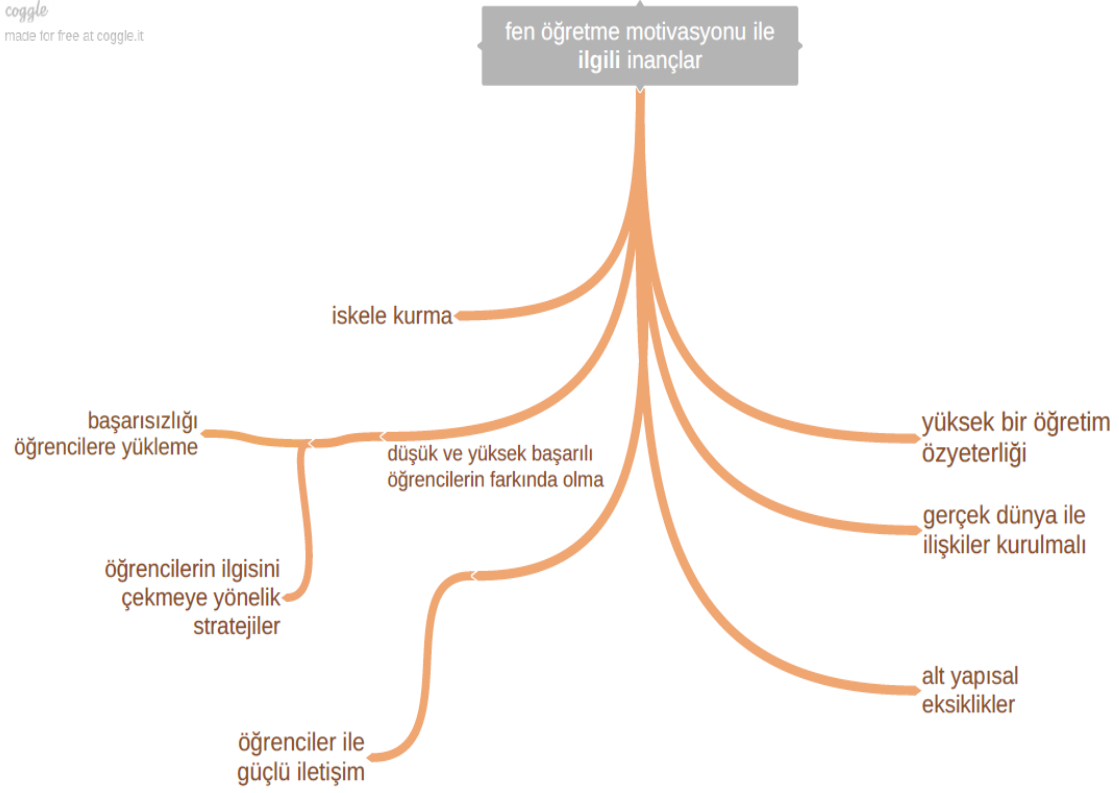 coggle
made for free at coggle.it
fen öğretme motivasyonu ile
ilgili inançlar
iskele kurma
başarısızlığı
öğrencilere yükleme
düşük ve yüksek başarılı
öğrencilerin farkında olma
öğrencilerin ilgisini
çekmeye yönelik
stratejiler
öğrenciler ile
güçlü iletişim
yüksek bir öğretim
özyeterliği
gerçek dünya ile
ilişkiler kurulmalı
alt yapısal
eksiklikler